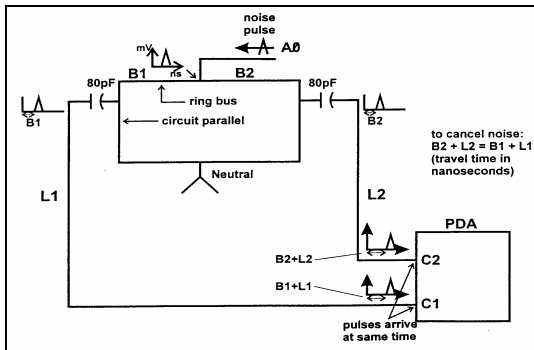 noise
pulse
AØ
mV
ns
B1
B2
80pF
80pF
ring bus
circuit parallel
B1
B2
to cancel noise:
B2 + L2 = B1 + L1
(travel time in
nanoseconds)
Neutral
L1
L2
PDA
B2+L2
C2
B1+L1
C1
pulses arrive
at same time